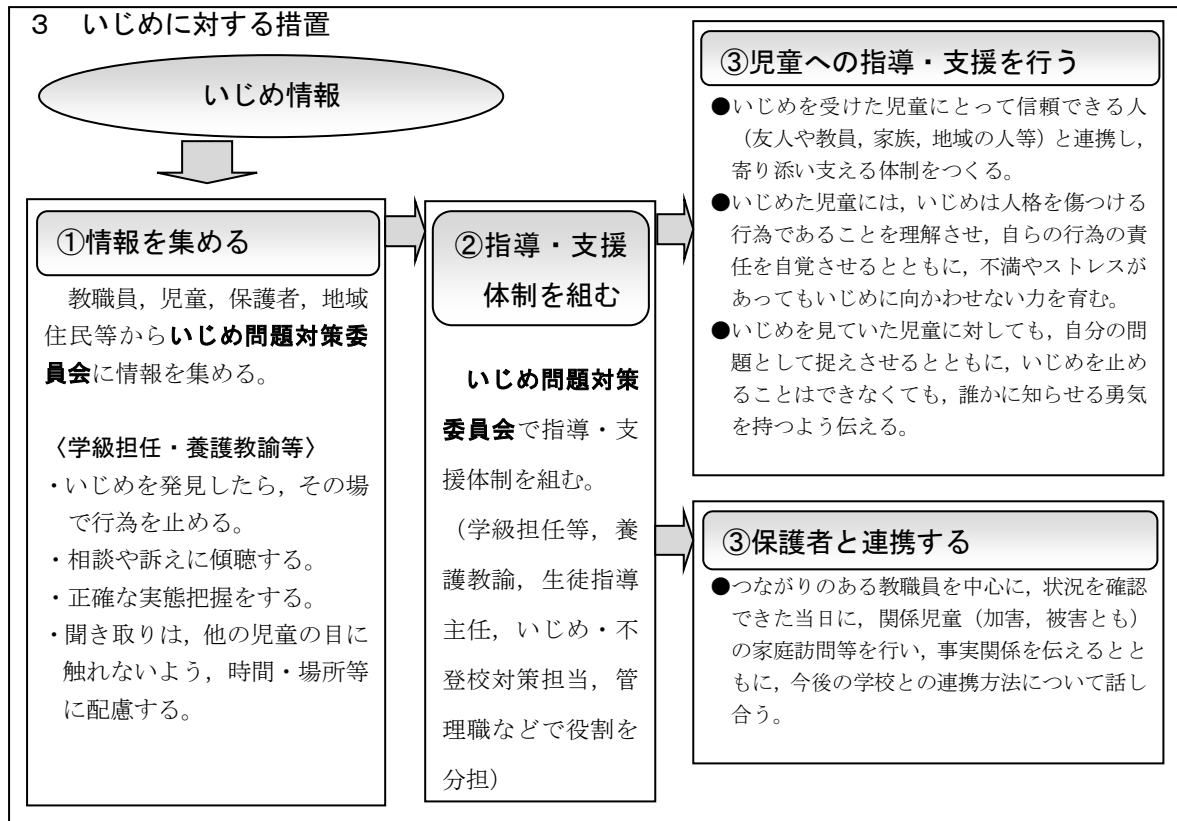 ３　いじめに対する措置
いじめ情報
①情報を集める
教職員，児童，保護者，地域
住民等からいじめ問題対策委
員会に情報を集める。
〈学級担任・養護教諭等〉
・いじめを発見したら，その場
で行為を止める。
・相談や訴えに傾聴する。
・正確な実態把握をする。
・聞き取りは，他の児童の目に
触れないよう，時間・場所等
に配慮する。
②指導・支援
体制を組む
いじめ問題対策
委員会で指導・支
援体制を組む。
（学級担任等，養
護教諭，生徒指導
主任，いじめ・不
登校対策担当，管
理職などで役割を
分担）
③児童への指導・支援を行う
●いじめを受けた児童にとって信頼できる人
（友人や教員，家族，地域の人等）と連携し，
寄り添い支える体制をつくる。
●いじめた児童には，いじめは人格を傷つける
行為であることを理解させ，自らの行為の責
任を自覚させるとともに，不満やストレスが
あってもいじめに向かわせない力を育む。
●いじめを見ていた児童に対しても，自分の問
題として捉えさせるとともに，いじめを止め
ることはできなくても，誰かに知らせる勇気
を持つよう伝える。
③保護者と連携する
●つながりのある教職員を中心に，状況を確認
できた当日に，関係児童（加害，被害とも）
の家庭訪問等を行い，事実関係を伝えるとと
もに，今後の学校との連携方法について話し
合う。